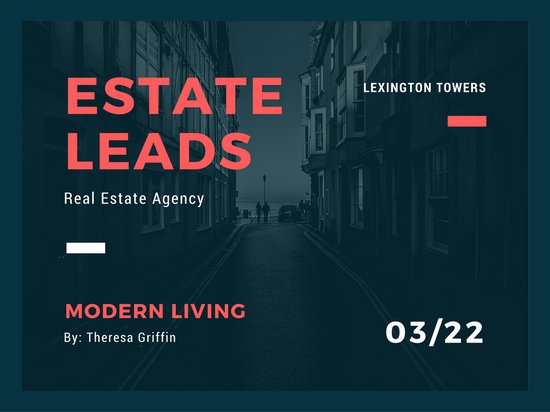 ESTATE
LEADS
Real Estate Agency
LEXINGTON TOWERS
MODERN LIVING
By: Theresa Griffin
03/22